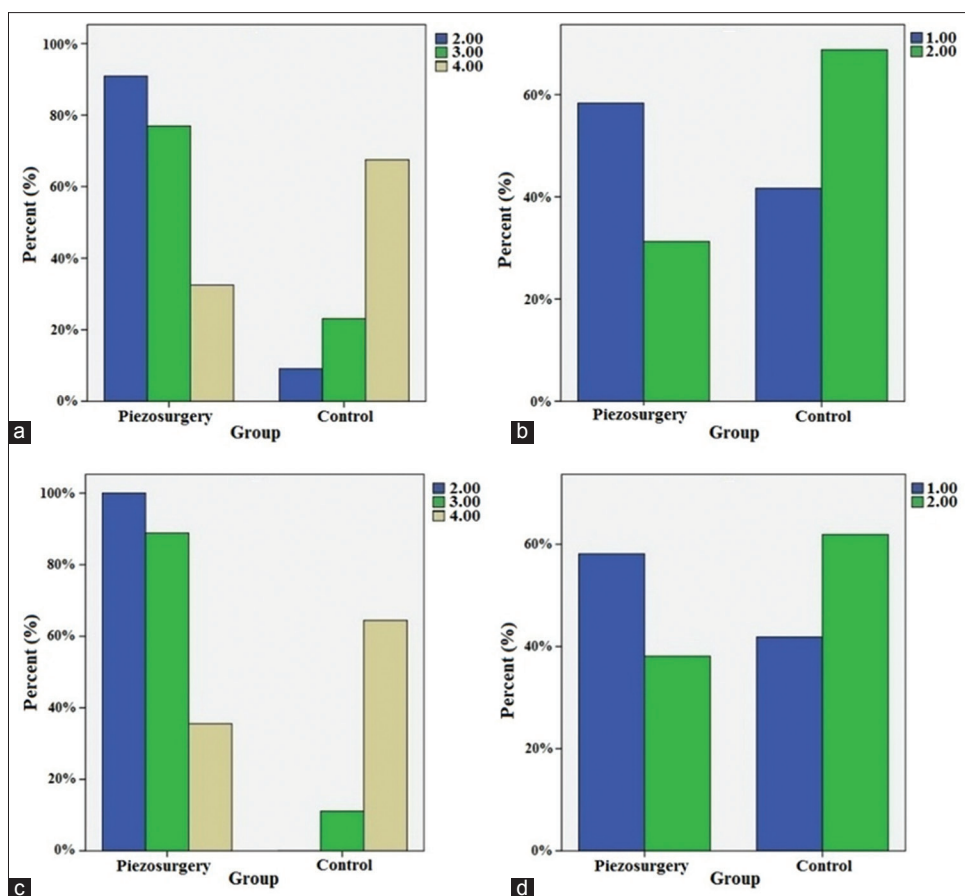 100%
80%
60%
40%
20%
0%
Percent (%)
Piezosurgery
Control
Group
2.00
3.00
4.00
a
60%
40%
20%
0%
Percent (%)
Piezosurgery
Control
Group
1.00
2.00
b
100%
80%
60%
40%
20%
0%
Percent (%)
Piezosurgery
Control
Group
2.00
3.00
4.00
c
60%
40%
20%
0%
Percent (%)
Piezosurgery
Control
Group
1.00
2.00
d